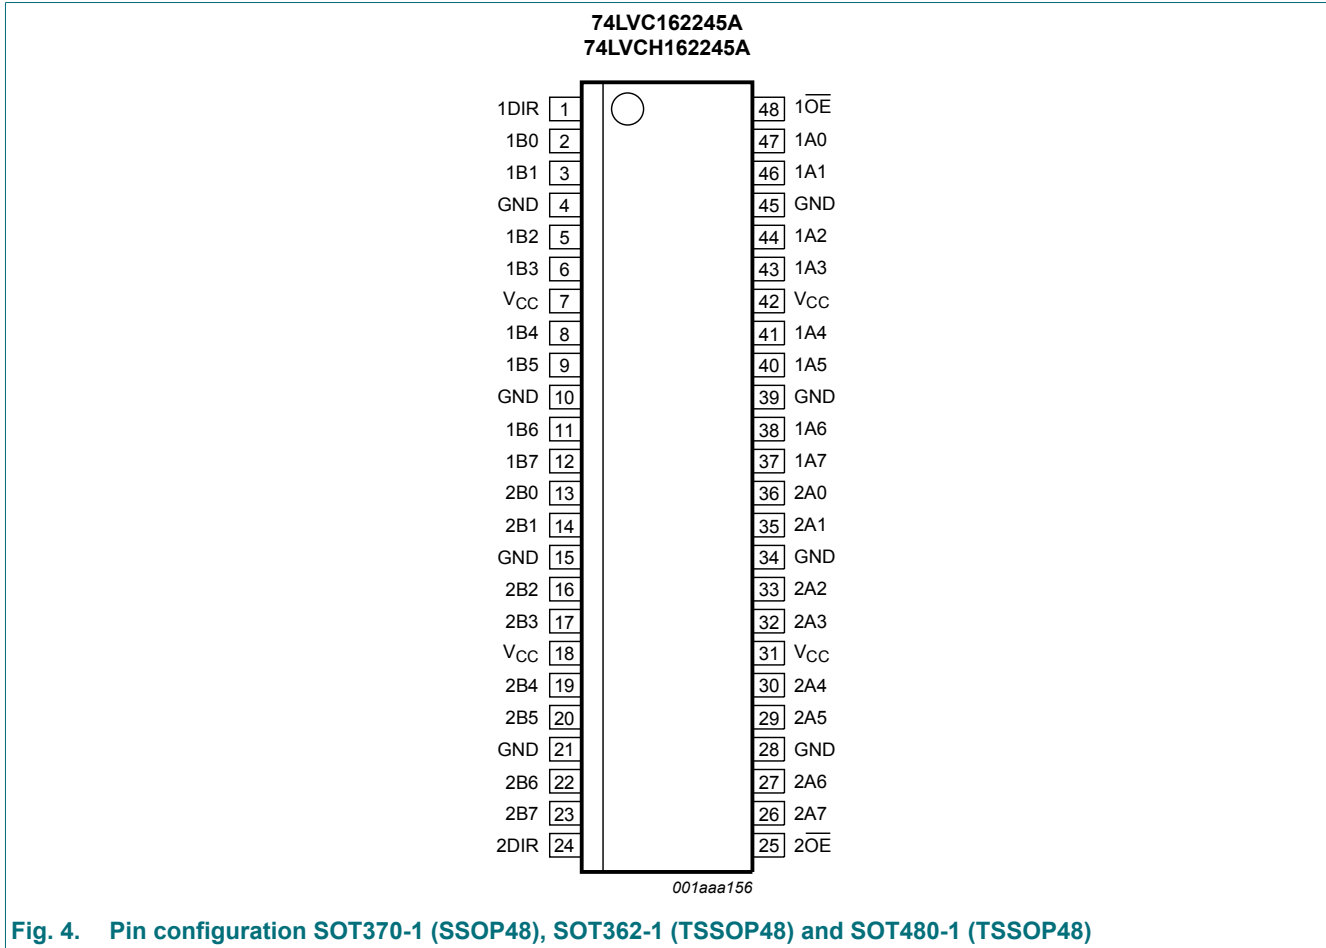 74LVC162245A
74LVCH162245A
1DIR 1 48 1O̅E̅
1B0 2 47 1A0
1B1 3 46 1A1
GND 4 45 GND
1B2 5 44 1A2
1B3 6 43 1A3
VCC 7 42 VCC
1B4 8 41 1A4
1B5 9 40 1A5
GND 10 39 GND
1B6 11 38 1A6
1B7 12 37 1A7
2B0 13 36 2A0
2B1 14 35 2A1
GND 15 34 GND
2B2 16 33 2A2
2B3 17 32 2A3
VCC 18 31 VCC
2B4 19 30 2A4
2B5 20 29 2A5
GND 21 28 GND
2B6 22 27 2A6
2B7 23 26 2A7
2DIR 24 25 2O̅E̅
001aaa156
Fig. 4. Pin configuration SOT370-1 (SSOP48), SOT362-1 (TSSOP48) and SOT480-1 (TSSOP48)